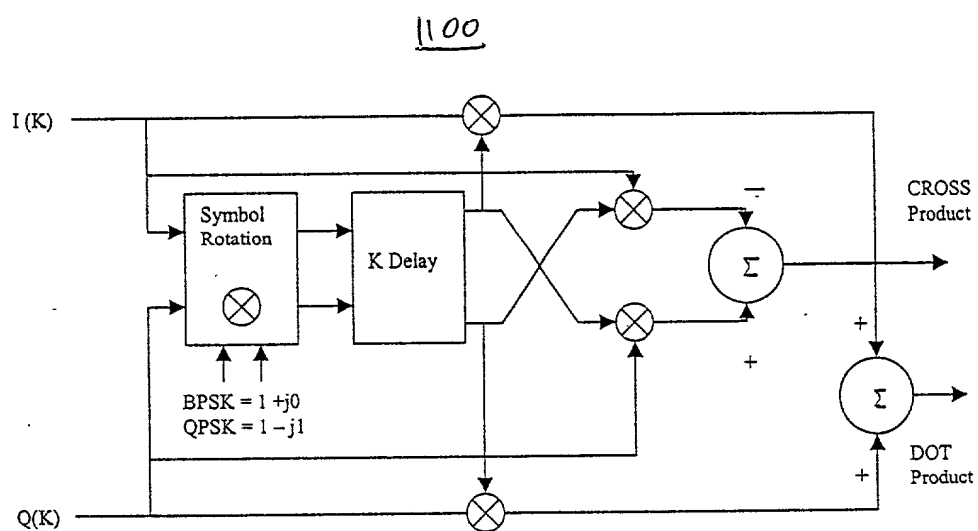 1100
I (K)
Symbol
Rotation
K Delay
−
CROSS
Product
Σ
+
+
BPSK = 1 +j0
QPSK = 1 – j1
Σ
+
DOT
Product
Q(K)